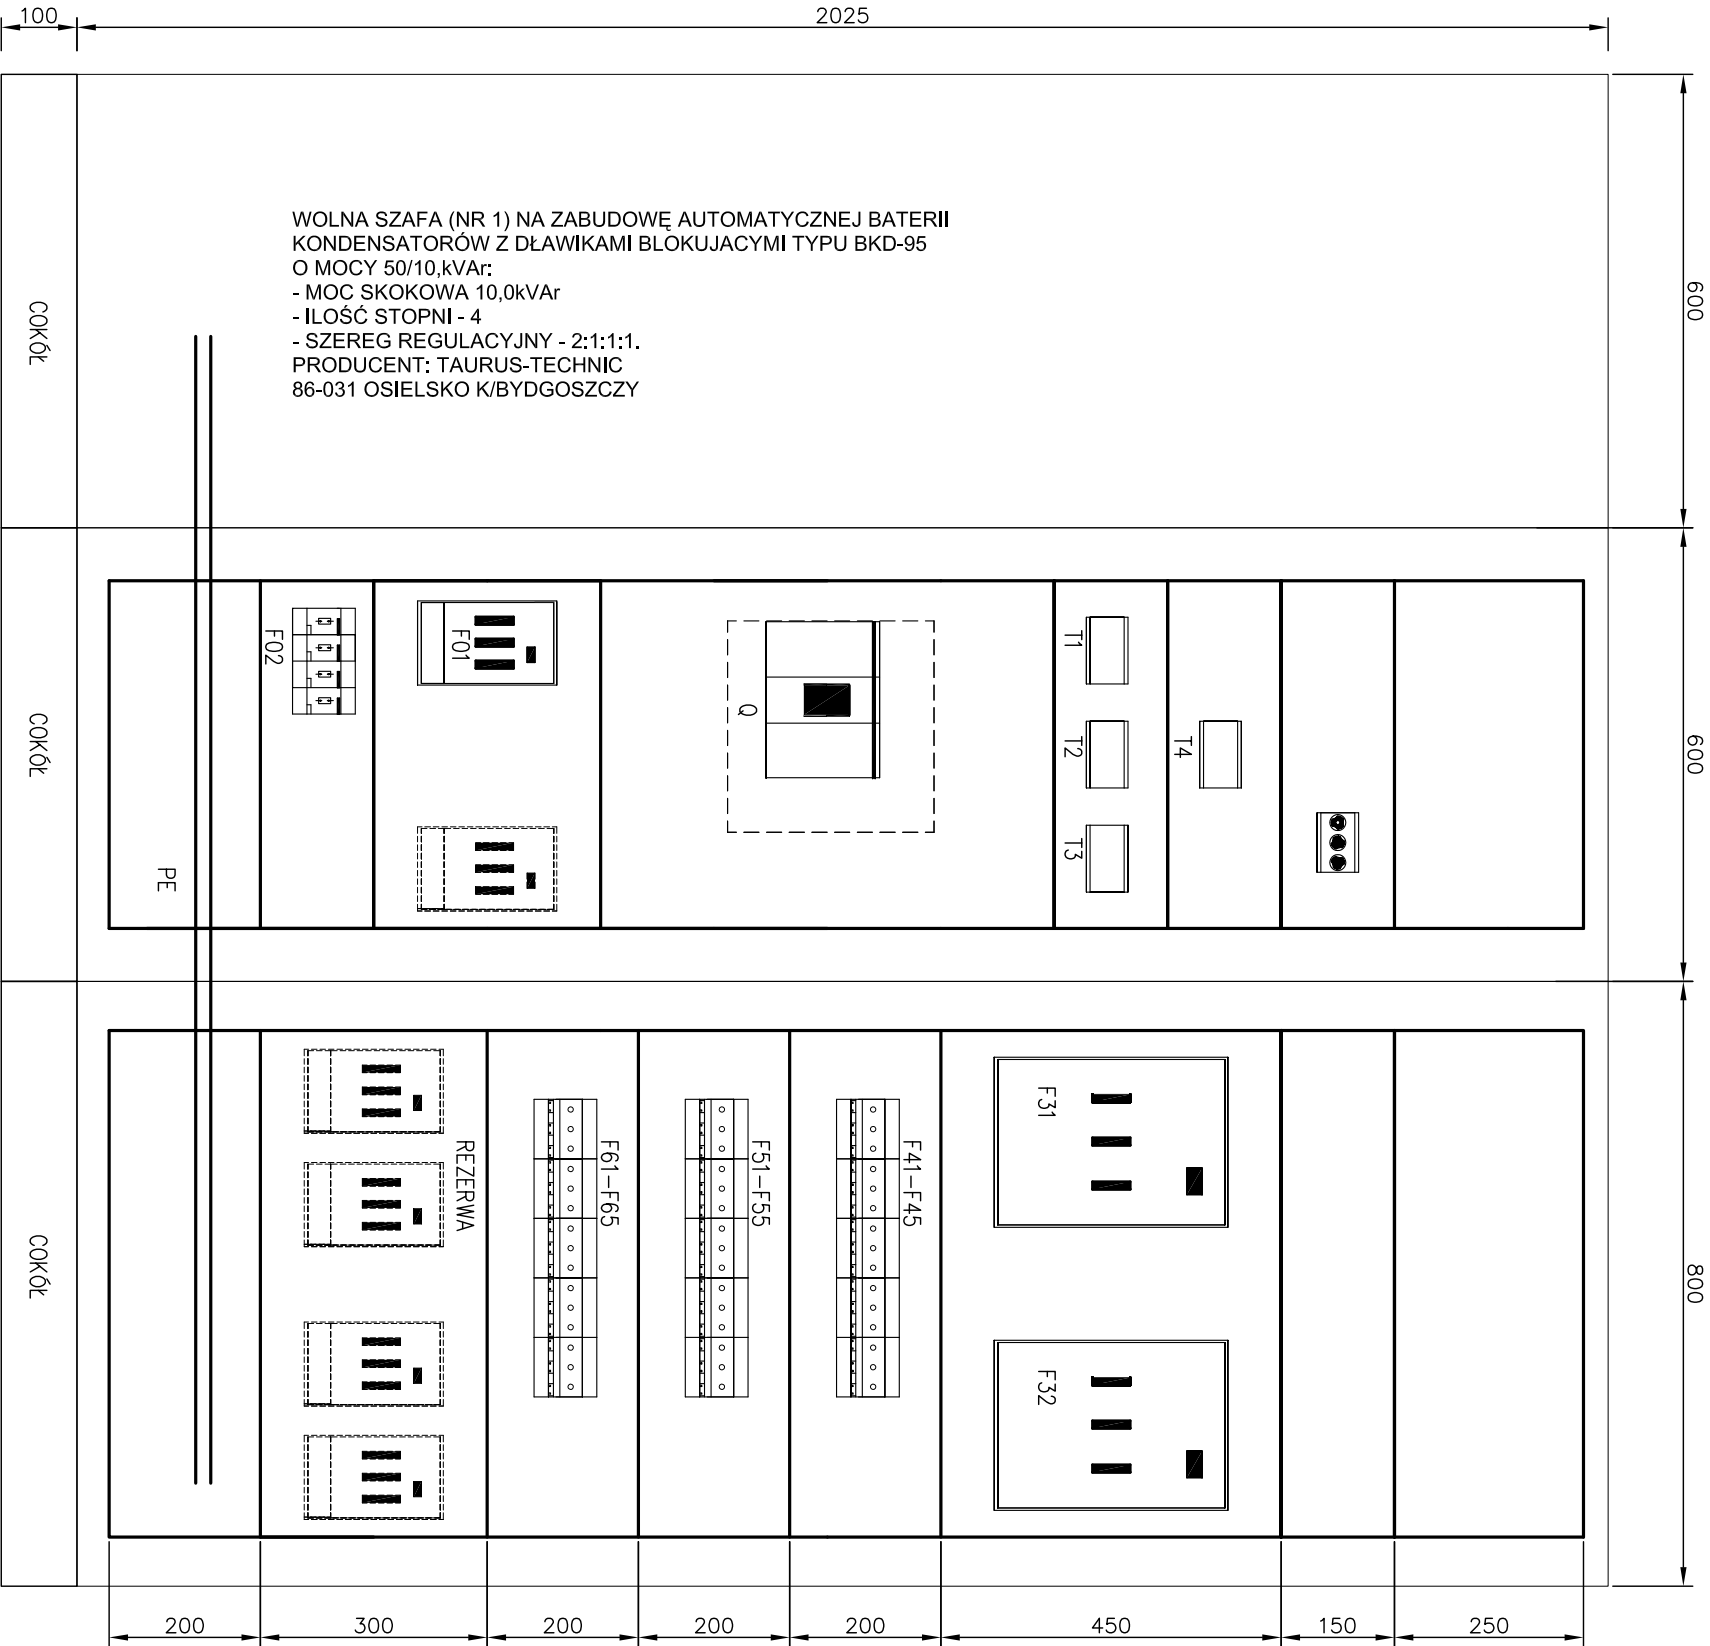 100
2025
WOLNA SZAFA (NR 1) NA ZABUDOWĘ AUTOMATYCZNEJ BATERII
KONDENSATORÓW Z DŁAWIKAMI BLOKUJACYMI TYPU BKD-95
O MOCY 50/10,kVAr:
- MOC SKOKOWA 10,0kVAr
- ILOŚĆ STOPNI - 4
- SZEREG REGULACYJNY - 2:1:1:1.
PRODUCENT: TAURUS-TECHNIC
86-031 OSIELSKO K/BYDGOSZCZY
COKÓŁ
600
F02
F01
Q
T1
T2
T3
T4
PE
COKÓŁ
600
REZERWA
F61-F65
F51-F55
F41-F45
F31
F32
COKÓŁ
800
200
300
200
200
200
450
150
250